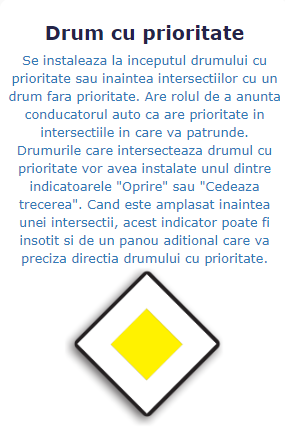 Drum cu prioritate
Se instaleaza la inceputul drumului cu
prioritate sau inaintea intersectiilor cu un
drum fara prioritate. Are rolul de a anunta
conducatorul auto ca are prioritate in
intersectiile in care va patrunde.
Drumurile care intersecteaza drumul cu
prioritate vor avea instalate unul dintre
indicatoarele "Oprire" sau "Cedeaza
trecerea". Cand este amplasat inaintea
unei intersectii, acest indicator poate fi
insotit si de un panou aditional care va
preciza directia drumului cu prioritate.